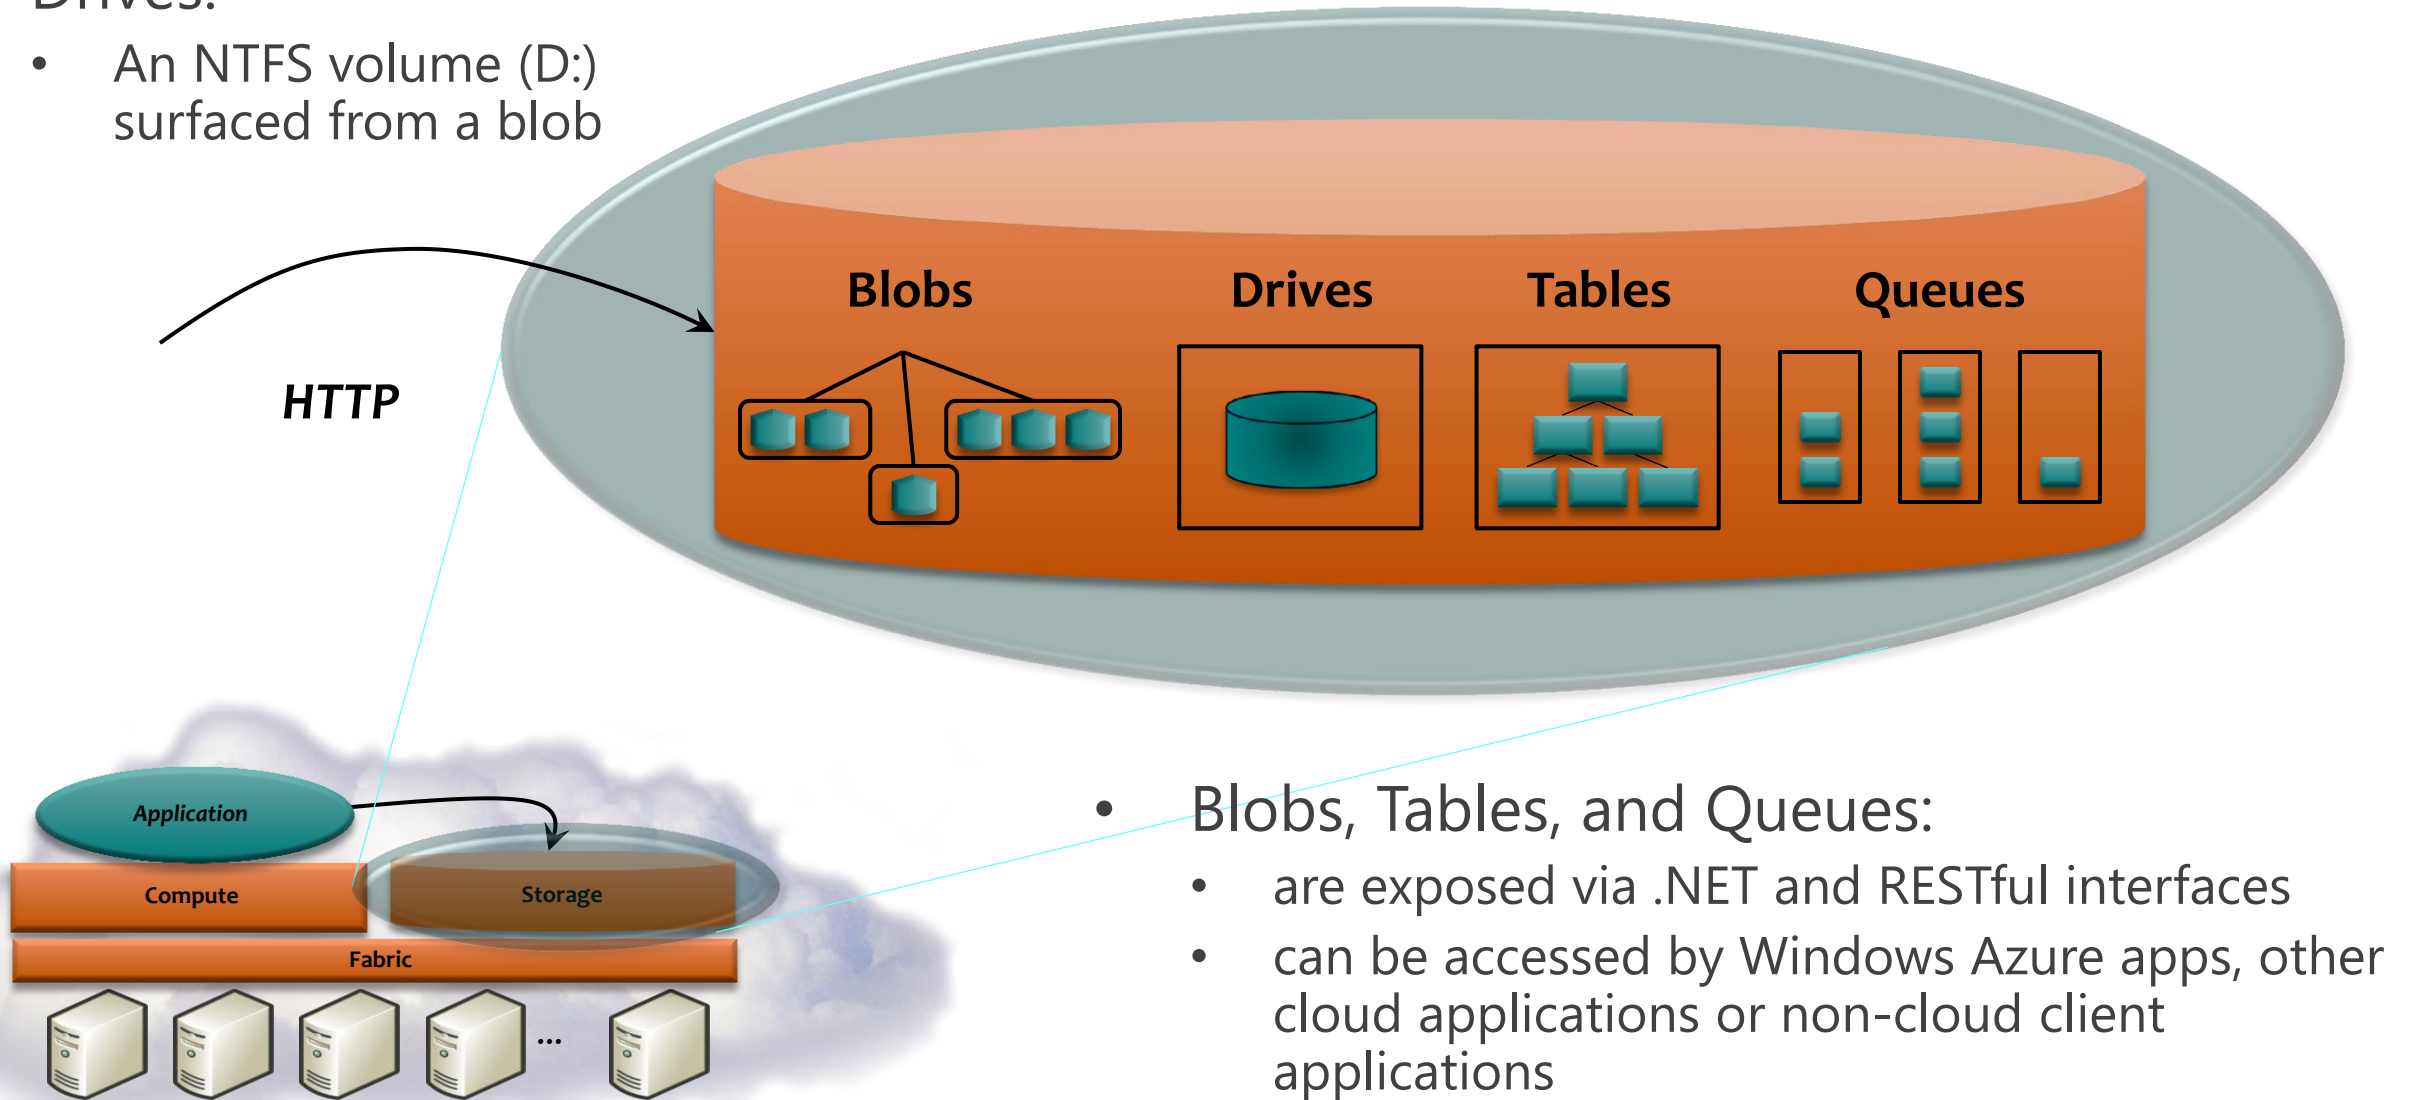 Drives:
• An NTFS volume (D:)
surfaced from a blob
Blobs Drives Tables Queues
HTTP
Application
Compute Storage
Fabric
...
• Blobs, Tables, and Queues:
• are exposed via .NET and RESTful interfaces
• can be accessed by Windows Azure apps, other
cloud applications or non-cloud client
applications